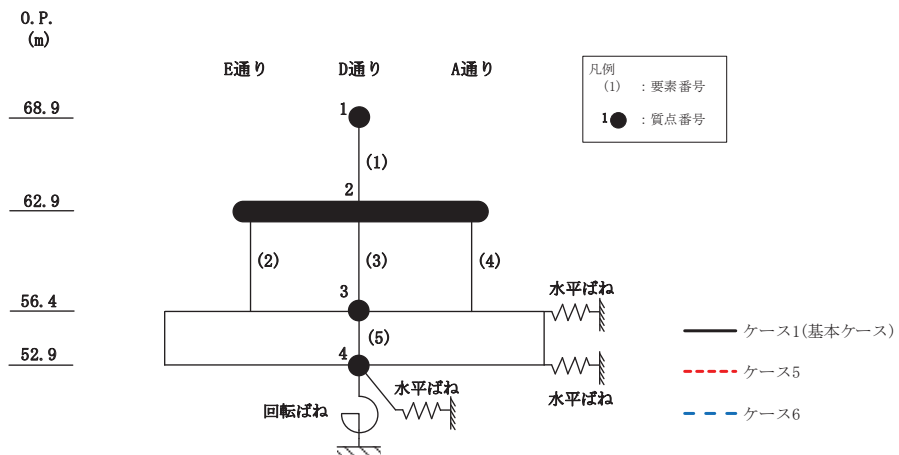 O.P.
(m)
E通り D通り A通り
凡例
(1) :要素番号
1 :質点番号
68.9
1
(1)
62.9
2
(2) (3) (4)
56.4
3
水平ばね
(5)
52.9
4
水平ばね
水平ばね
回転ばね
ケース1(基本ケース)
ケース5
ケース6